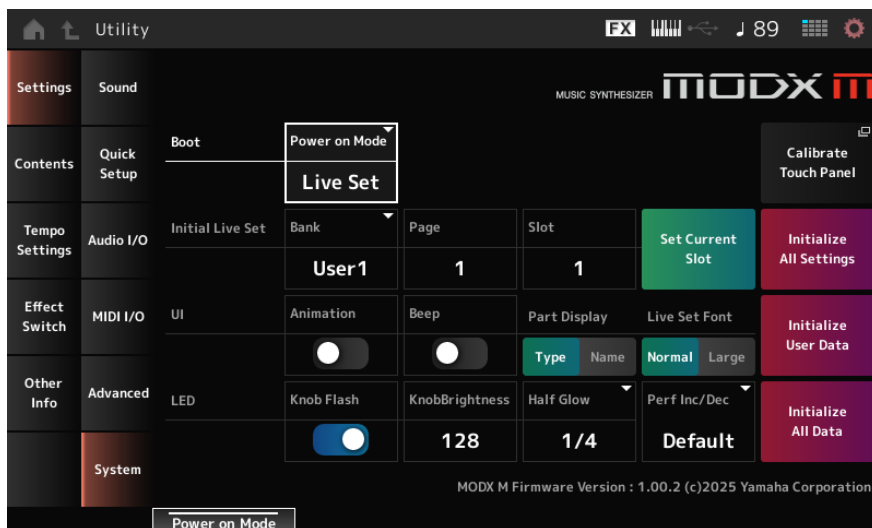 Utility
FX
♩ 89
Settings
Sound
MUSIC SYNTHESIZER MODX M
Contents
Quick
Setup
Boot
Power on Mode
Live Set
Calibrate
Touch Panel
Tempo
Settings
Audio I/O
Initial Live Set
Bank
User1
Page
1
Slot
1
Set Current
Slot
Initialize
All Settings
Effect
Switch
MIDI I/O
UI
Animation
Beep
Part Display
Type Name
Live Set Font
Normal Large
Initialize
User Data
Other
Info
Advanced
LED
Knob Flash
KnobBrightness
128
Half Glow
1/4
Perf Inc/Dec
Default
Initialize
All Data
System
MODX M Firmware Version : 1.00.2 (c)2025 Yamaha Corporation
Power on Mode